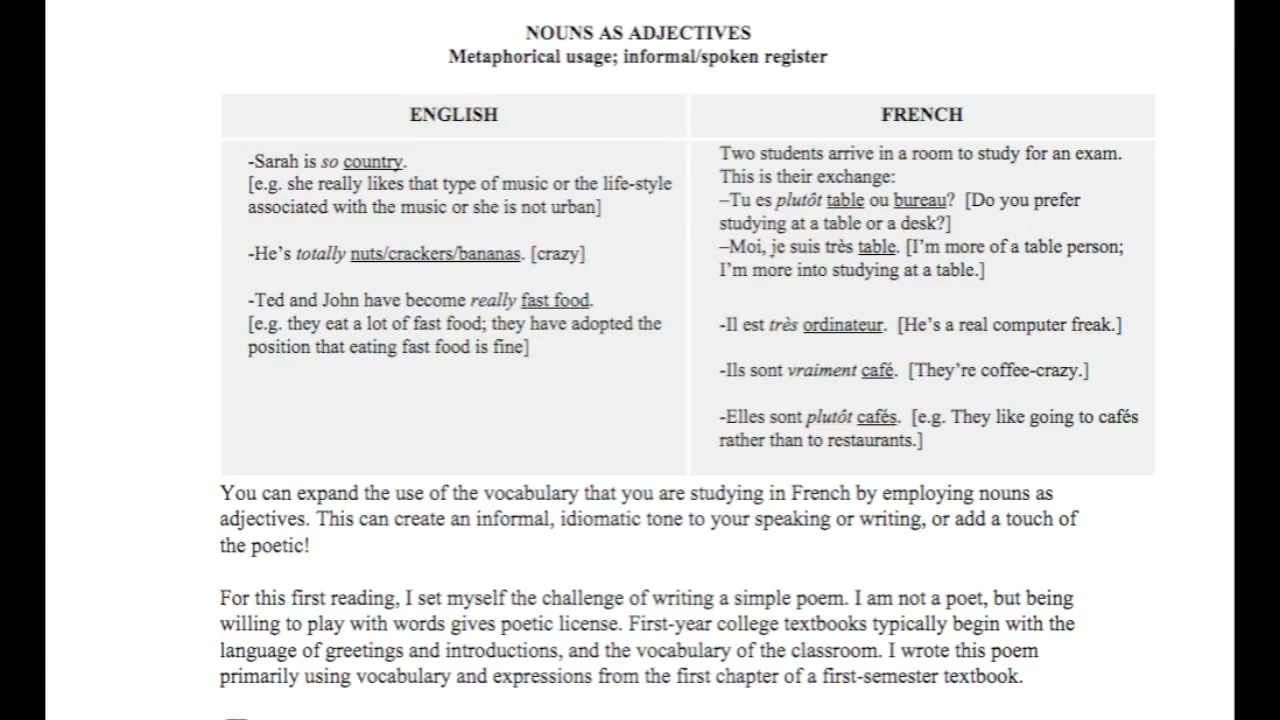 NOUNS AS ADJECTIVES
Metaphorical usage; informal/spoken register
ENGLISH
-Sarah is so country.
[e.g. she really likes that type of music or the life-style
associated with the music or she is not urban]
-He's totally nuts/crackers/bananas. [crazy]
-Ted and John have become really fast food.
[e.g. they eat a lot of fast food; they have adopted the
position that eating fast food is fine]
FRENCH
Two students arrive in a room to study for an exam.
This is their exchange:
–Tu es plutôt table ou bureau? [Do you prefer
studying at a table or a desk?]
–Moi, je suis très table. [I'm more of a table person;
I'm more into studying at a table.]
-Il est très ordinateur. [He's a real computer freak.]
-Ils sont vraiment café. [They're coffee-crazy.]
-Elles sont plutôt cafés. [e.g. They like going to cafés
rather than to restaurants.]
You can expand the use of the vocabulary that you are studying in French by employing nouns as
adjectives. This can create an informal, idiomatic tone to your speaking or writing, or add a touch of
the poetic!
For this first reading, I set myself the challenge of writing a simple poem. I am not a poet, but being
willing to play with words gives poetic license. First-year college textbooks typically begin with the
language of greetings and introductions, and the vocabulary of the classroom. I wrote this poem
primarily using vocabulary and expressions from the first chapter of a first-semester textbook.